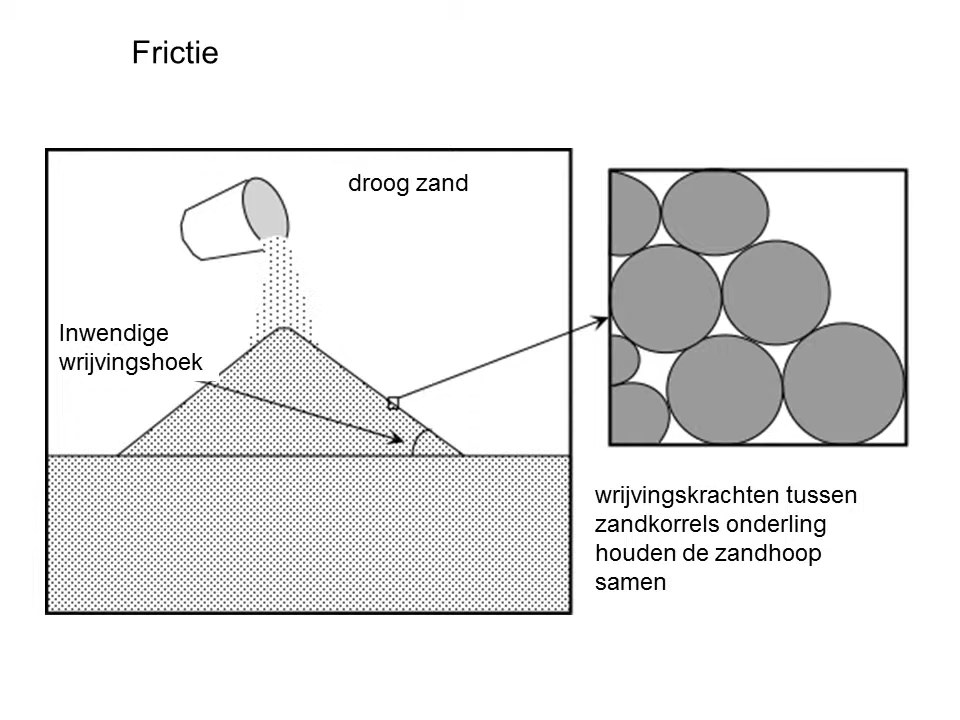 Frictie
droog zand
Inwendige
wrijvingshoek
wrijvingskrachten tussen
zandkorrels onderling
houden de zandhoop
samen